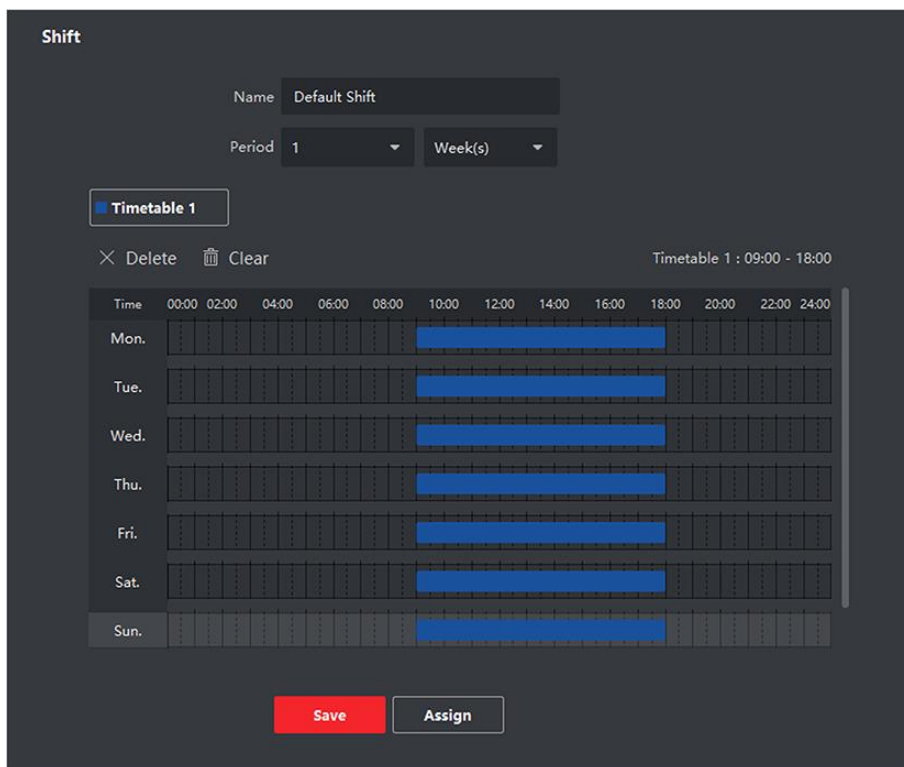 Shift
Name Default Shift
Period 1 Week(s)
Timetable 1
Delete Clear Timetable 1 : 09:00 - 18:00
Time 00:00 02:00 04:00 06:00 08:00 10:00 12:00 14:00 16:00 18:00 20:00 22:00 24:00
Mon.
Tue.
Wed.
Thu.
Fri.
Sat.
Sun.
Save Assign